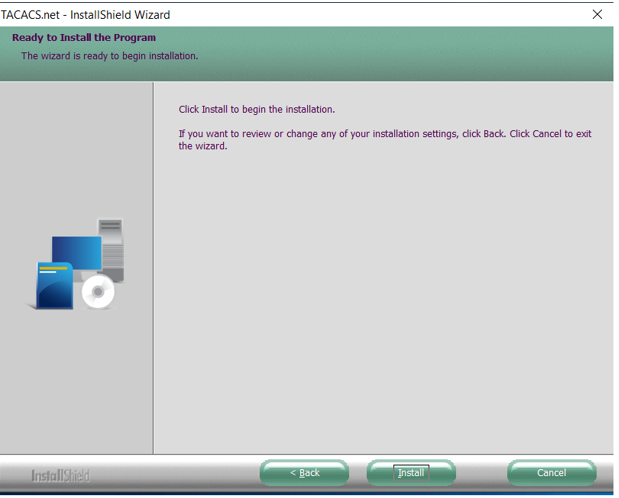 TACACS.net - InstallShield Wizard
Ready to Install the Program
The wizard is ready to begin installation.
Click Install to begin the installation.
If you want to review or change any of your installation settings, click Back. Click Cancel to exit
the wizard.
InstallShield
< Back
Install
Cancel